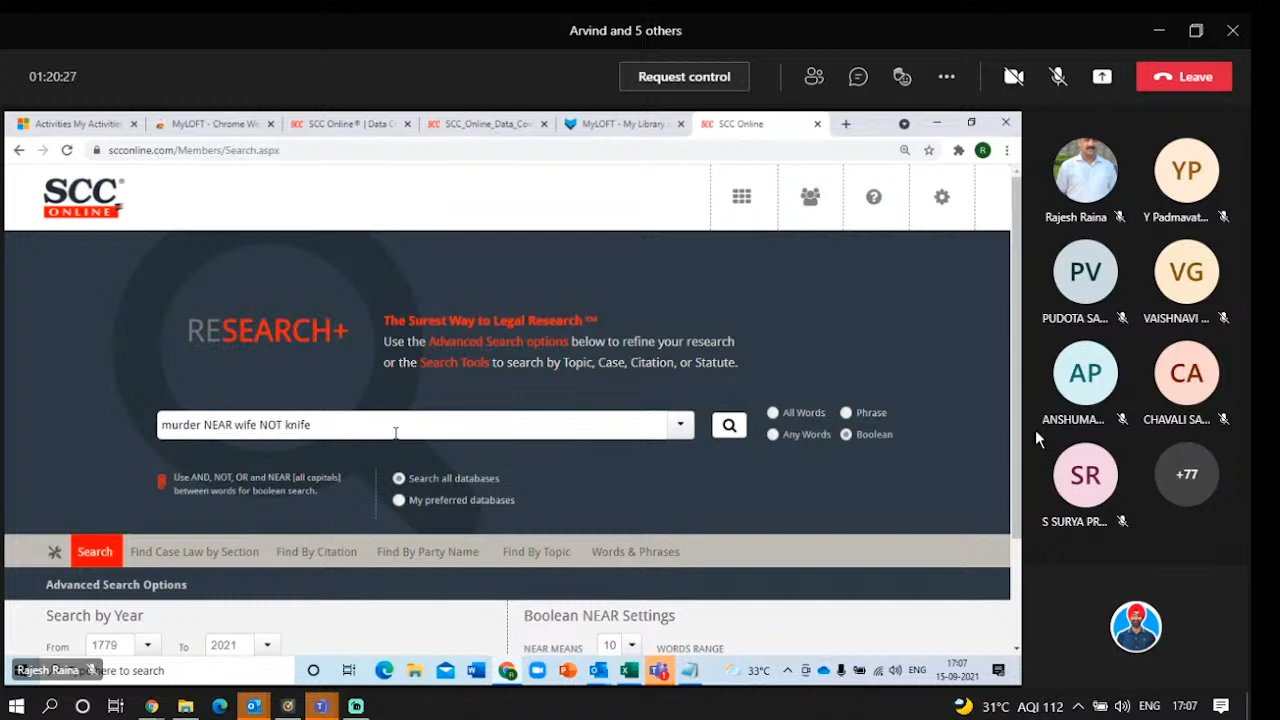 Arvind and 5 others
01:20:27
Request control
Leave
Activities My Activitie
MyLOFT - Chrome Wo
SCC Online® | Data C
SCC_Online_Data_Co
MyLOFT - My Library
SCC Online
scconline.com/Members/Search.aspx
R
SCC®
ONLINE
RESEARCH+
The Surest Way to Legal Research ™
Use the Advanced Search options below to refine your research
or the Search Tools to search by Topic, Case, Citation, or Statute.
murder NEAR wife NOT knife
All Words
Phrase
Any Words
Boolean
Use AND, NOT, OR and NEAR [all capitals]
between words for boolean search.
Search all databases
My preferred databases
Search
Find Case Law by Section
Find By Citation
Find By Party Name
Find By Topic
Words & Phrases
Advanced Search Options
Search by Year
From 1779 To 2021
Boolean NEAR Settings
NEAR MEANS 10 WORDS RANGE
Rajesh Raina
here to search
33°C
ENG
17:07
15-09-2021
Rajesh Raina
YP
Y Padmavat...
PV
PUDOTA SA...
VG
VAISHNAVI ...
AP
ANSHUMA...
CA
CHAVALI SA...
SR
S SURYA PR...
+77
31°C AQI 112
ENG
17:07